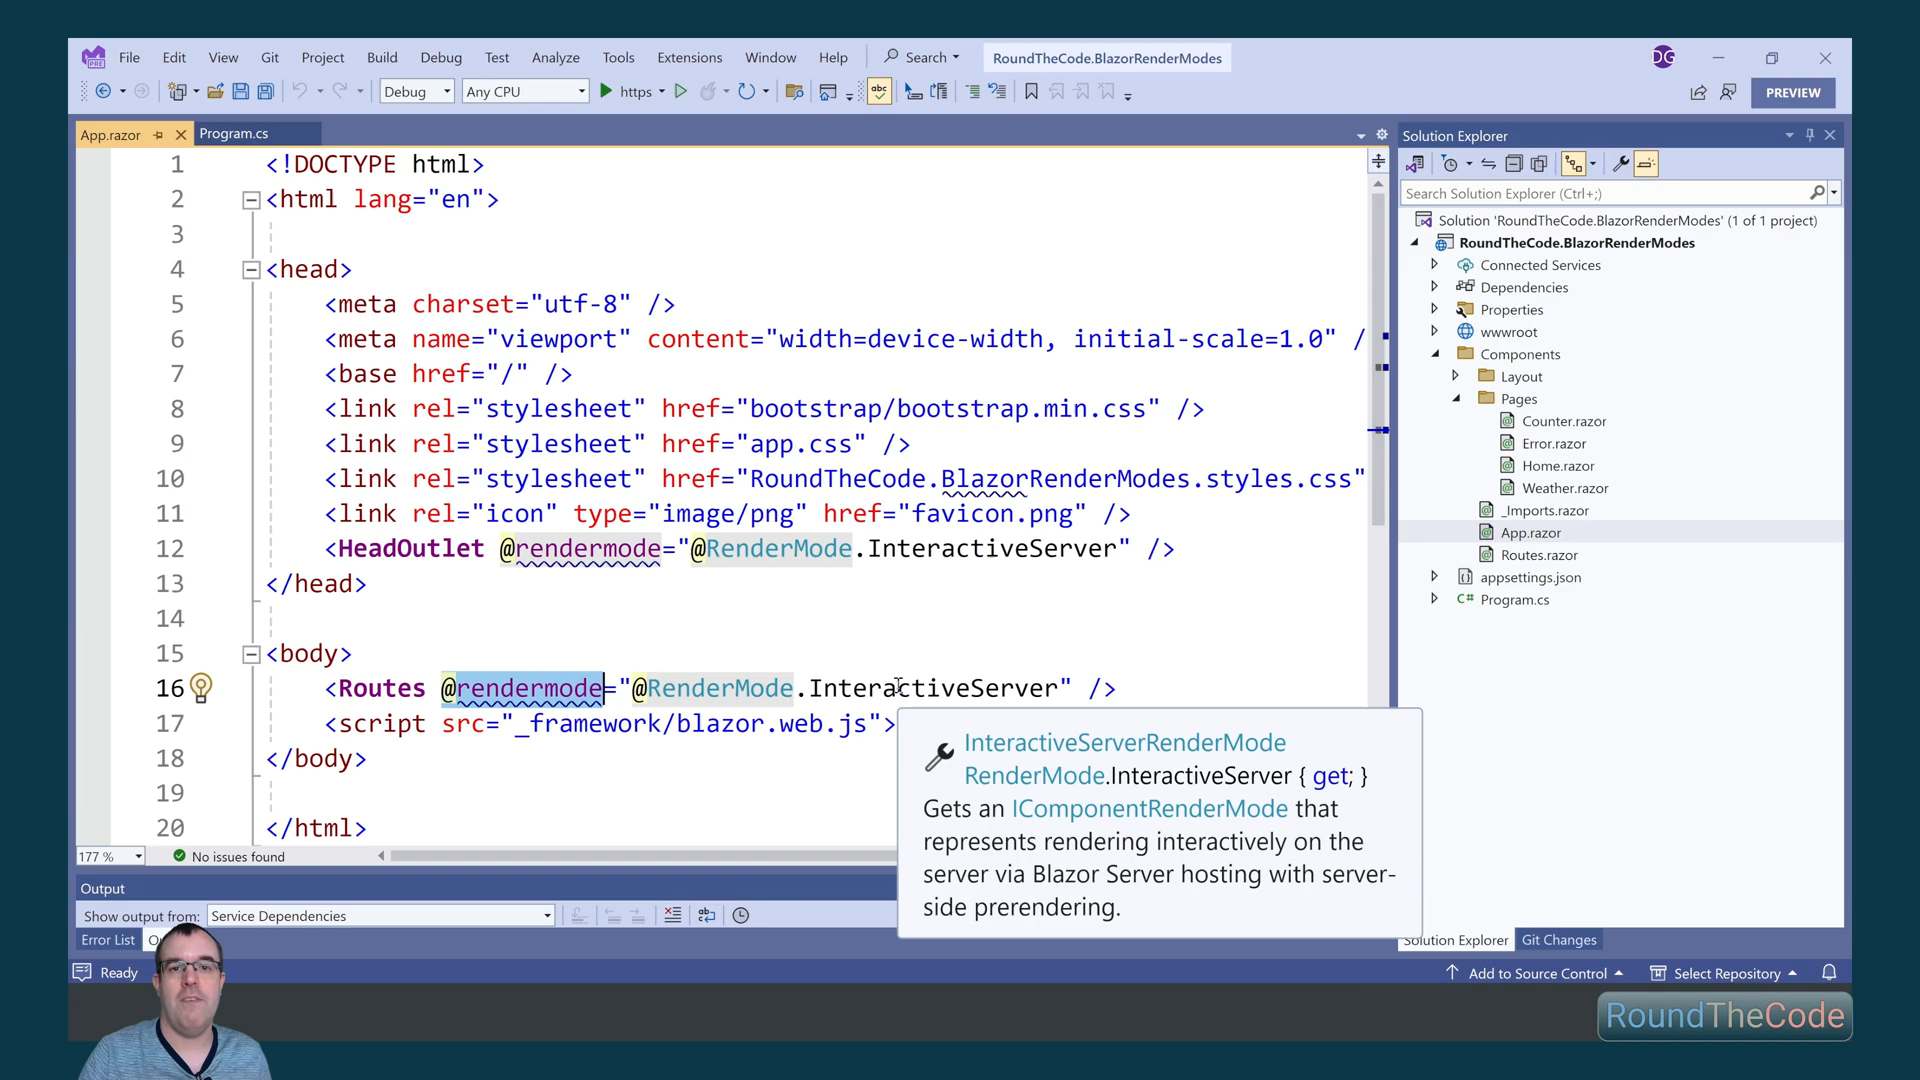 File Edit View Git Project Build Debug Test Analyze Tools Extensions Window Help Search RoundTheCode.BlazorRenderModes DG
PRE
Debug Any CPU https abc PREVIEW
App.razor Program.cs
1 <!DOCTYPE html>
2 <html lang="en">
3
4 <head>
5 <meta charset="utf-8" />
6 <meta name="viewport" content="width=device-width, initial-scale=1.0" /
7 <base href="/" />
8 <link rel="stylesheet" href="bootstrap/bootstrap.min.css" />
9 <link rel="stylesheet" href="app.css" />
10 <link rel="stylesheet" href="RoundTheCode.BlazorRenderModes.styles.css"
11 <link rel="icon" type="image/png" href="favicon.png" />
12 <HeadOutlet @rendermode="@RenderMode.InteractiveServer" />
13 </head>
14
15 <body>
16 <Routes @rendermode="@RenderMode.InteractiveServer" />
17 <script src="_framework/blazor.web.js">
18 </body>
19
20 </html>
InteractiveServerRenderMode
RenderMode.InteractiveServer { get; }
Gets an IComponentRenderMode that
represents rendering interactively on the
server via Blazor Server hosting with server-
side prerendering.
177 % No issues found
Output
Show output from: Service Dependencies
Error List
Ready
Solution Explorer
Search Solution Explorer (Ctrl+;)
Solution 'RoundTheCode.BlazorRenderModes' (1 of 1 project)
RoundTheCode.BlazorRenderModes
Connected Services
Dependencies
Properties
wwwroot
Components
Layout
Pages
Counter.razor
Error.razor
Home.razor
Weather.razor
_Imports.razor
App.razor
Routes.razor
appsettings.json
C# Program.cs
Solution Explorer Git Changes
Add to Source Control Select Repository
RoundTheCode